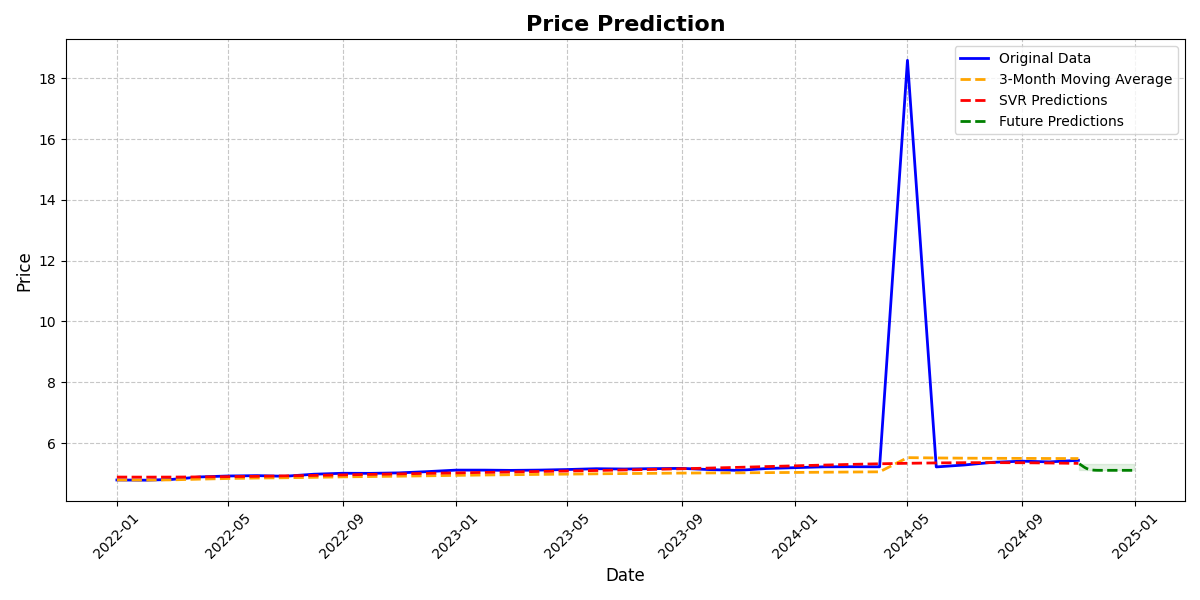 Price Prediction
Original Data
3-Month Moving Average
SVR Predictions
Future Predictions
Price
18
16
14
12
10
8
6
2022-01
2022-05
2022-09
2023-01
2023-05
2023-09
2024-01
2024-05
2024-09
2025-01
Date